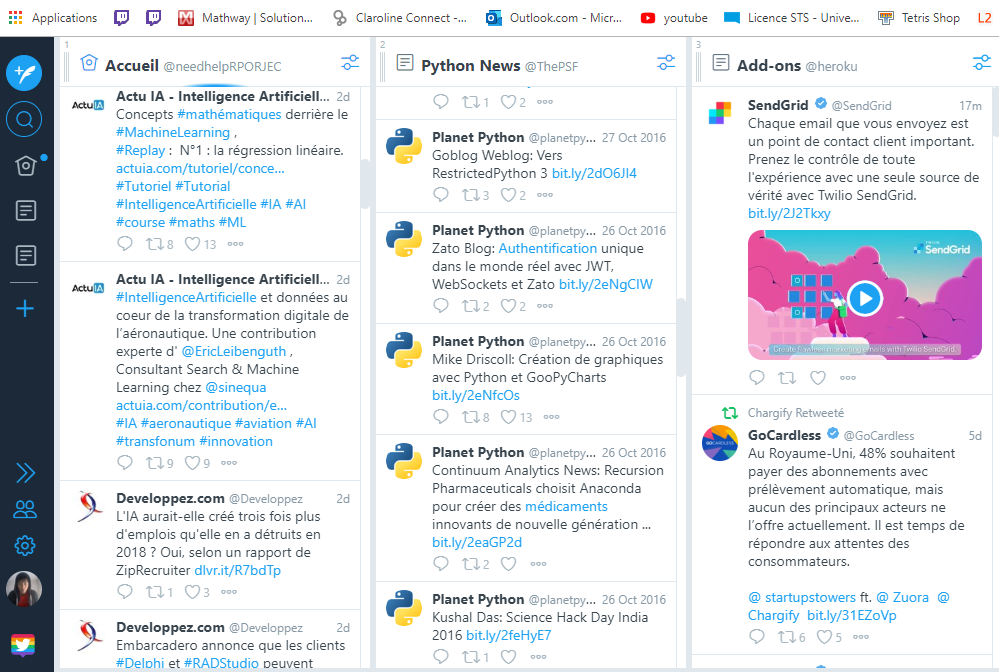 Applications
Mathway | Solution...
Claroline Connect -...
Outlook.com - Micr...
youtube
Licence STS - Unive...
Tetris Shop
L2
1
Accueil @needhelpRPORJEC
ActuIA
Actu IA - Intelligence Artificiell... 2d
Concepts #mathématiques derrière le
#MachineLearning ,
#Replay : N°1 : la régression linéaire.
actuia.com/tutoriel/conce...
#Tutoriel #Tutorial
#IntelligenceArtificielle #IA #AI
#course #maths #ML
8 13
ActuIA
Actu IA - Intelligence Artificiell... 2d
#IntelligenceArtificielle et données au
coeur de la transformation digitale de
l'aéronautique. Une contribution
experte d' @EricLeibenguth ,
Consultant Search & Machine
Learning chez @sinequa
actuia.com/contribution/e...
#IA #aeronautique #aviation #AI
#transfonum #innovation
9 9
Developpez.com @Developpez 2d
L'IA aurait-elle créé trois fois plus
d'emplois qu'elle en a détruits en
2018 ? Oui, selon un rapport de
ZipRecruiter dlvr.it/R7bdTp
1 3
Developpez.com @Developpez 2d
Embarcadero annonce que les clients
#Delphi et #RADStudio peuvent
2
Python News @ThePSF
1 2
Planet Python @planetpy... 27 Oct 2016
Goblog Weblog: Vers
RestrictedPython 3 bit.ly/2dO6JI4
3 2
Planet Python @planetpy... 26 Oct 2016
Zato Blog: Authentification unique
dans le monde réel avec JWT,
WebSockets et Zato bit.ly/2eNgCIW
2 2
Planet Python @planetpy... 26 Oct 2016
Mike Driscoll: Création de graphiques
avec Python et GooPyCharts
bit.ly/2eNfcOs
8 13
Planet Python @planetpy... 26 Oct 2016
Continuum Analytics News: Recursion
Pharmaceuticals choisit Anaconda
pour créer des médicaments
innovants de nouvelle génération ...
bit.ly/2eaGP2d
2
Planet Python @planetpy... 26 Oct 2016
Kushal Das: Science Hack Day India
2016 bit.ly/2feHyE7
1
3
Add-ons @heroku
SendGrid @SendGrid 17m
Chaque email que vous envoyez est
un point de contact client important.
Prenez le contrôle de toute
l'expérience avec une seule source de
vérité avec Twilio SendGrid.
bit.ly/2J2Tkxy
SendGrid
Create flawless marketing emails with Twilio SendGrid.
Chargify Retweeté
GOCARDLESS
GoCardless @GoCardless 5d
Au Royaume-Uni, 48% souhaitent
payer des abonnements avec
prélèvement automatique, mais
aucun des principaux acteurs ne
l'offre actuellement. Il est temps de
répondre aux attentes des
consommateurs.
@ startupstowers ft. @ Zuora @
Chargify bit.ly/31EZoVp
6 5